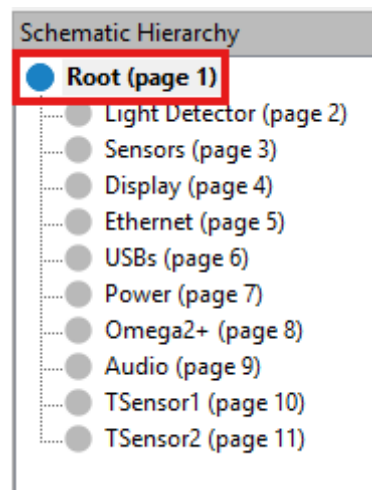 Schematic Hierarchy
Root (page 1)
Light Detector (page 2)
Sensors (page 3)
Display (page 4)
Ethernet (page 5)
USBs (page 6)
Power (page 7)
Omega2+ (page 8)
Audio (page 9)
TSensor1 (page 10)
TSensor2 (page 11)